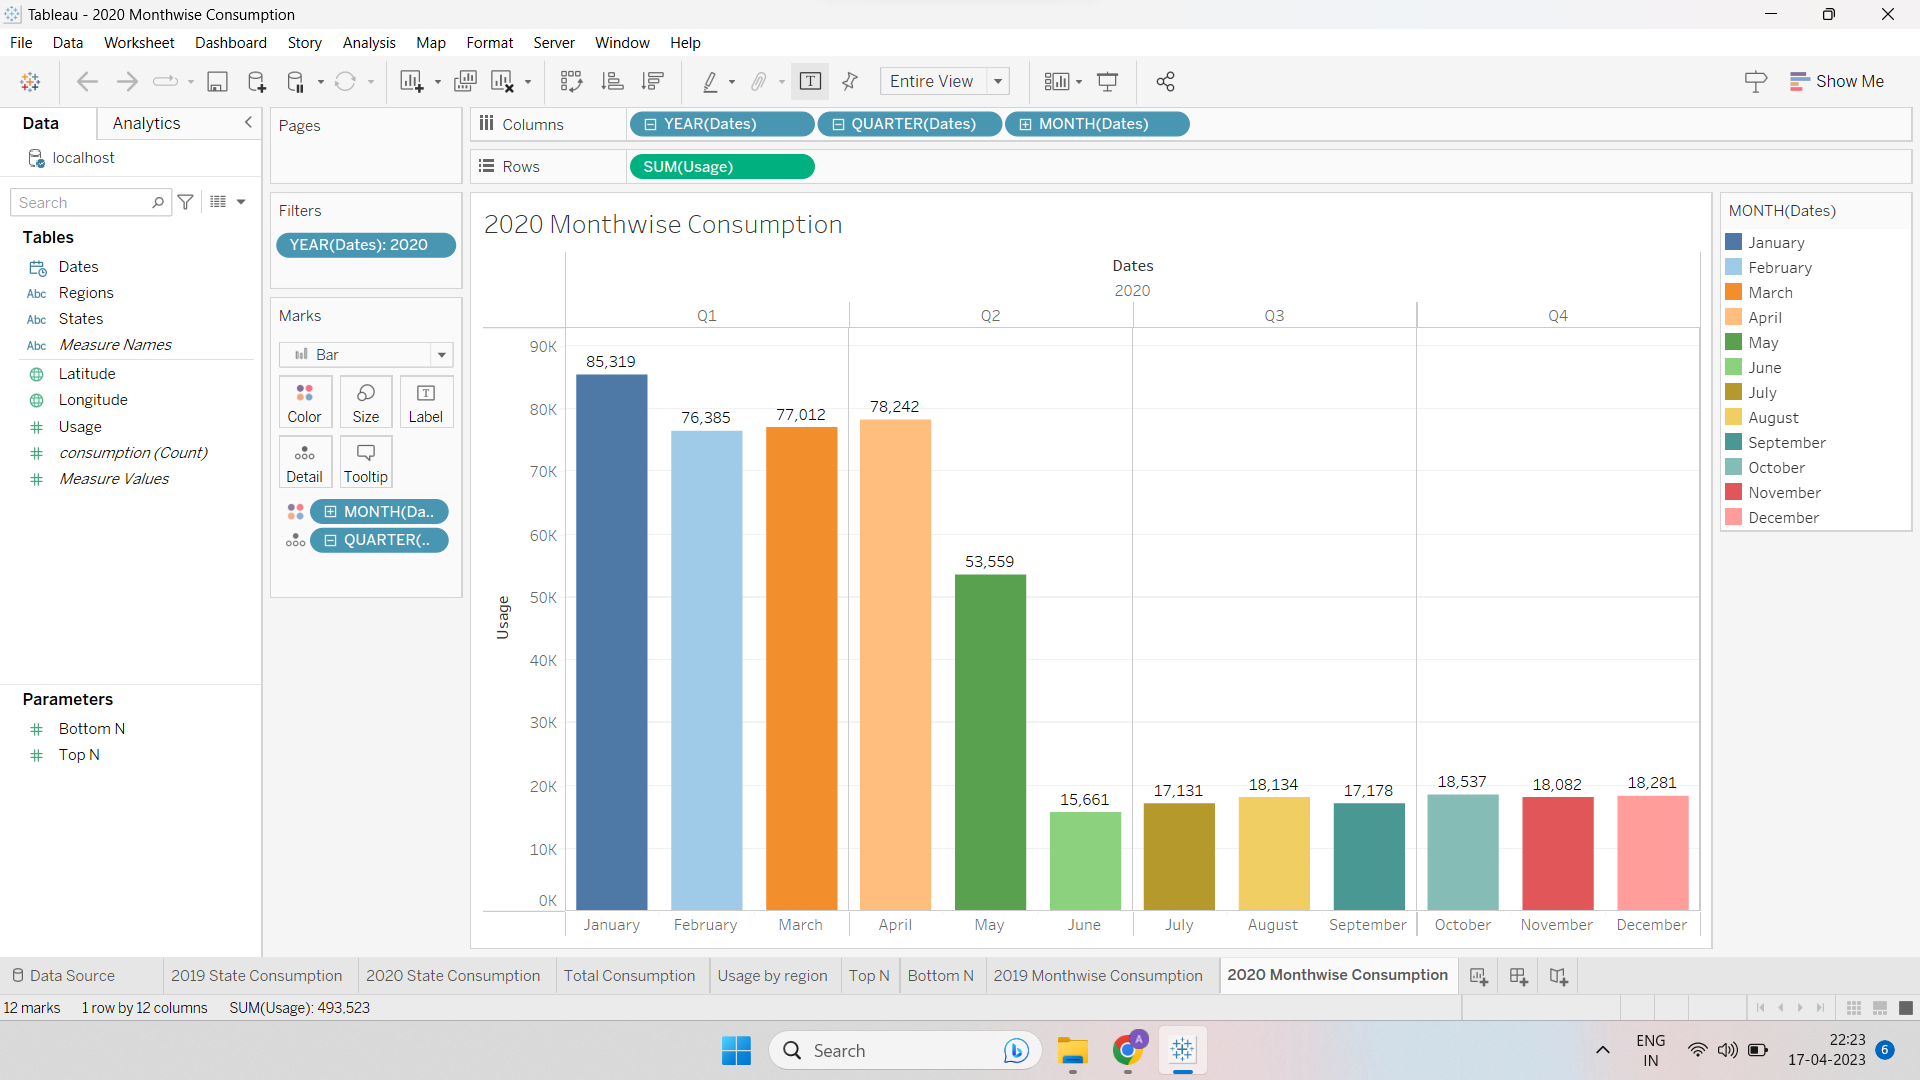 Tableau - 2020 Monthwise Consumption
File Data Worksheet Dashboard Story Analysis Map Format Server Window Help
Entire View
Show Me
Data Analytics
localhost
Search
Tables
Dates
Abc Regions
Abc States
Abc Measure Names
Latitude
Longitude
# Usage
# consumption (Count)
# Measure Values
Parameters
# Bottom N
# Top N
Pages
Filters
YEAR(Dates): 2020
Marks
Bar
Color Size Label
Detail Tooltip
MONTH(Da..
QUARTER(..
Columns YEAR(Dates) QUARTER(Dates) MONTH(Dates)
Rows SUM(Usage)
2020 Monthwise Consumption
Dates
2020
Q1 Q2 Q3 Q4
Usage
90K
80K
70K
60K
50K
40K
30K
20K
10K
0K
85,319 76,385 77,012 78,242 53,559 15,661 17,131 18,134 17,178 18,537 18,082 18,281
January February March April May June July August September October November December
MONTH(Dates)
January
February
March
April
May
June
July
August
September
October
November
December
Data Source 2019 State Consumption 2020 State Consumption Total Consumption Usage by region Top N Bottom N 2019 Monthwise Consumption 2020 Monthwise Consumption
12 marks 1 row by 12 columns SUM(Usage): 493,523
Search
A
ENG
IN
22:23
17-04-2023
6